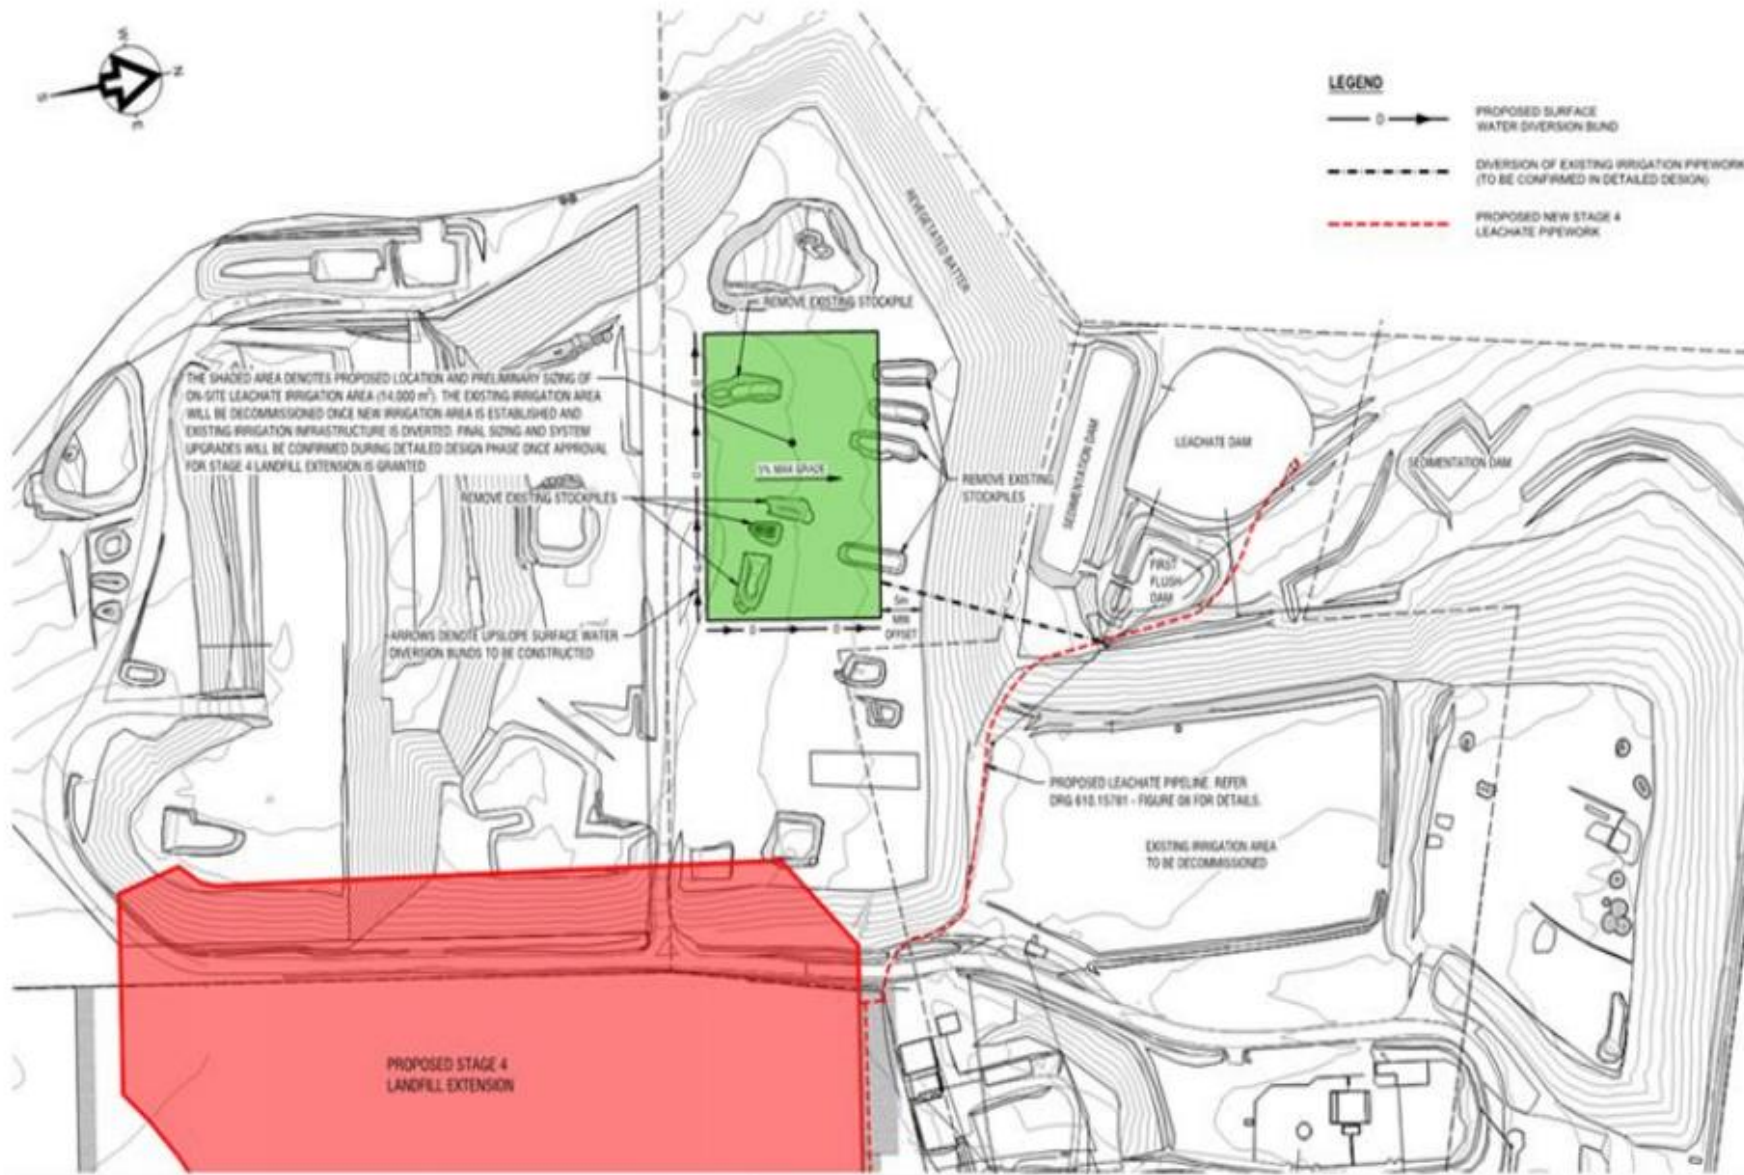 W
N
S
E
LEGEND
D
PROPOSED SURFACE
WATER DIVERSION BUND
DIVERSION OF EXISTING IRRIGATION PIPEWORK
(TO BE CONFIRMED IN DETAILED DESIGN)
PROPOSED NEW STAGE 4
LEACHATE PIPEWORK
REVEGETATED BATTER
REMOVE EXISTING STOCKPILE
THE SHADED AREA DENOTES PROPOSED LOCATION AND PRELIMINARY SIZING OF
ON-SITE LEACHATE IRRIGATION AREA (14,000 m²). THE EXISTING IRRIGATION AREA
WILL BE DECOMMISSIONED ONCE NEW IRRIGATION AREA IS ESTABLISHED AND
EXISTING IRRIGATION INFRASTRUCTURE IS DIVERTED. FINAL SIZING AND SYSTEM
UPGRADES WILL BE CONFIRMED DURING DETAILED DESIGN PHASE ONCE APPROVAL
FOR STAGE 4 LANDFILL EXTENSION IS GRANTED
5% MAX GRADE
REMOVE EXISTING STOCKPILES
REMOVE EXISTING
STOCKPILES
SEDIMENTATION DAM
LEACHATE DAM
SEDIMENTATION DAM
FIRST
FLUSH
DAM
5m
MIN
OFFSET
ARROWS DENOTE UPSLOPE SURFACE WATER
DIVERSION BUNDS TO BE CONSTRUCTED
D
D
PROPOSED LEACHATE PIPELINE. REFER
DRG 610.15781 - FIGURE 08 FOR DETAILS.
EXISTING IRRIGATION AREA
TO BE DECOMMISSIONED
PROPOSED STAGE 4
LANDFILL EXTENSION